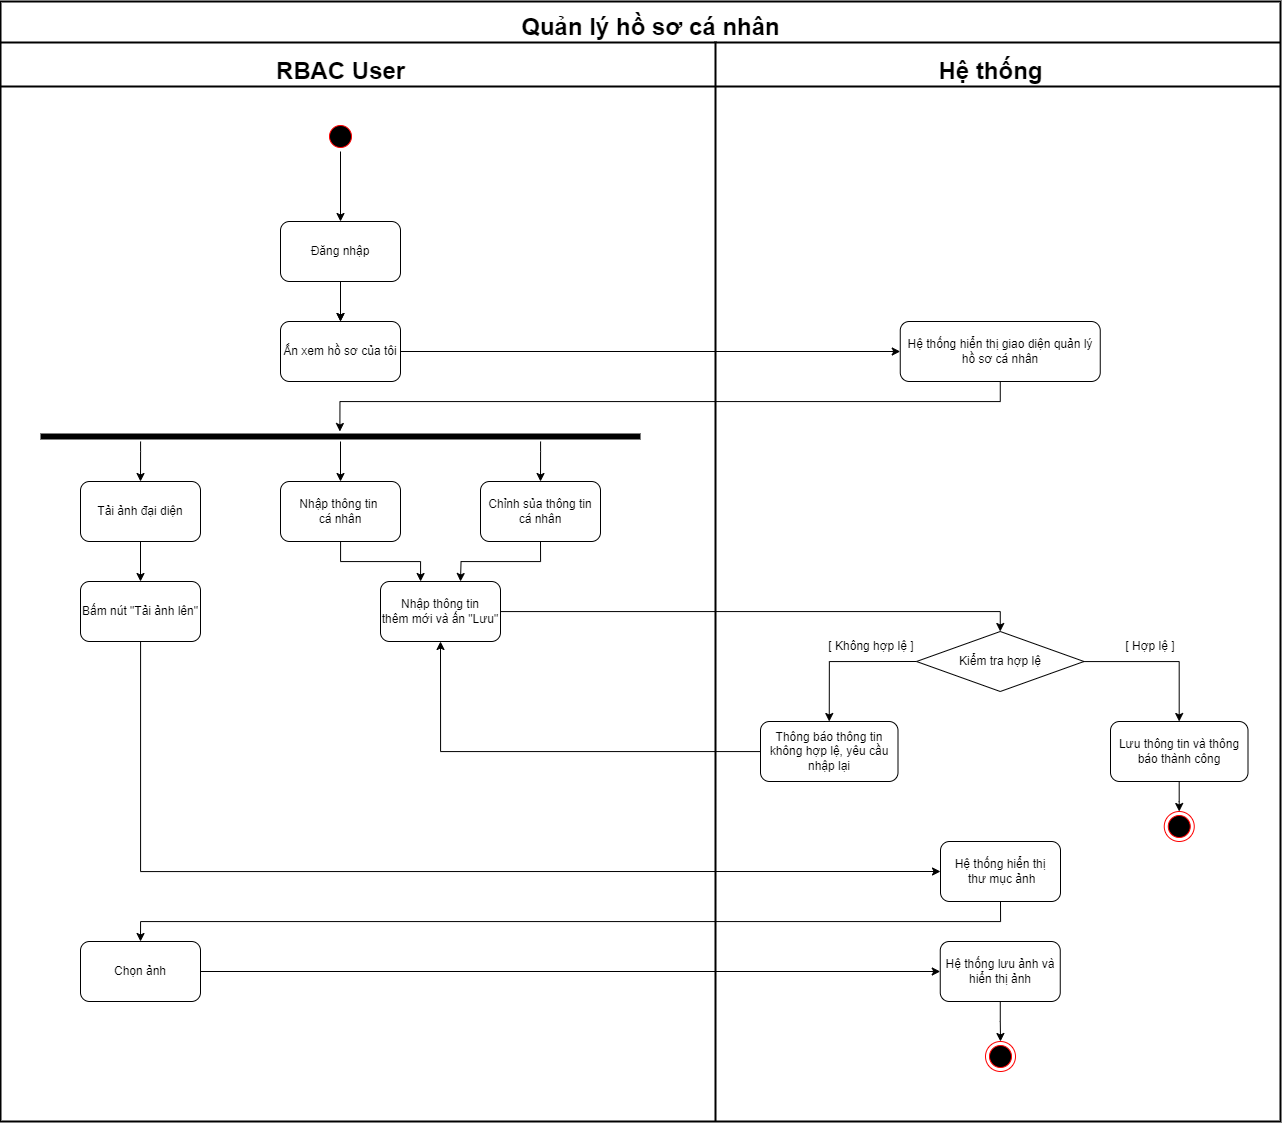 Quản lý hồ sơ cá nhân
RBAC User
Hệ thống
Đăng nhập
Ấn xem hồ sơ của tôi
Hệ thống hiển thị giao diện quản lý
hồ sơ cá nhân
Tải ảnh đại diện
Nhập thông tin
cá nhân
Chỉnh sủa thông tin
cá nhân
Bấm nút "Tải ảnh lên"
Nhập thông tin
thêm mới và ấn "Lưu"
[ Không hợp lệ ]
Kiểm tra hợp lệ
[ Hợp lệ ]
Thông báo thông tin
không hợp lệ, yêu cầu
nhập lại
Lưu thông tin và thông
báo thành công
Hệ thống hiển thị
thư mục ảnh
Chọn ảnh
Hệ thống lưu ảnh và
hiển thị ảnh